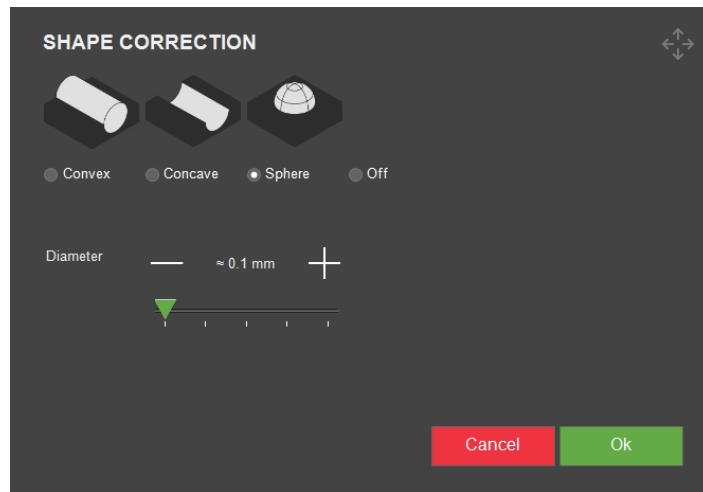 SHAPE CORRECTION
Convex Concave Sphere Off
Diameter ≈ 0.1 mm
Cancel Ok